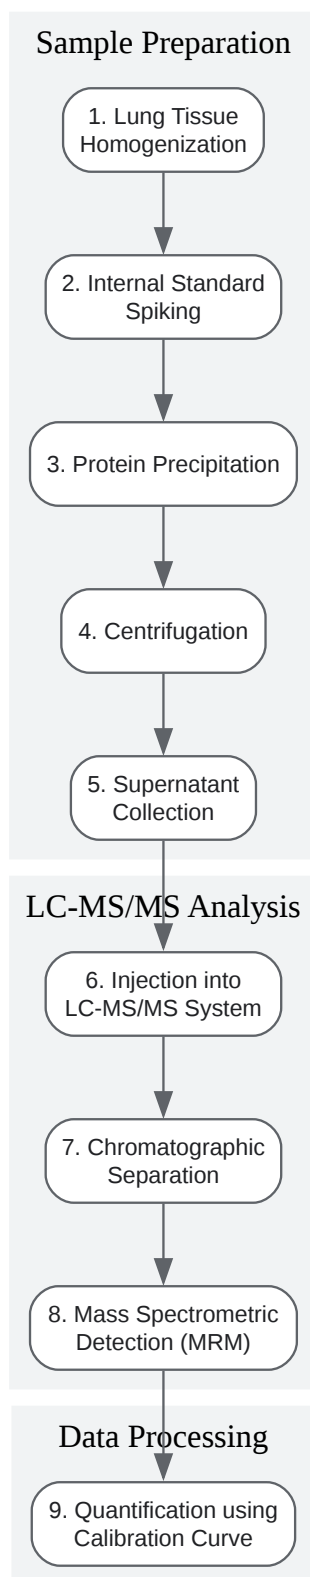 Sample Preparation
1. Lung Tissue
Homogenization
2. Internal Standard
Spiking
3. Protein Precipitation
4. Centrifugation
5. Supernatant
Collection
LC-MS/MS Analysis
6. Injection into
LC-MS/MS System
7. Chromatographic
Separation
8. Mass Spectrometric
Detection (MRM)
Data Processing
9. Quantification using
Calibration Curve